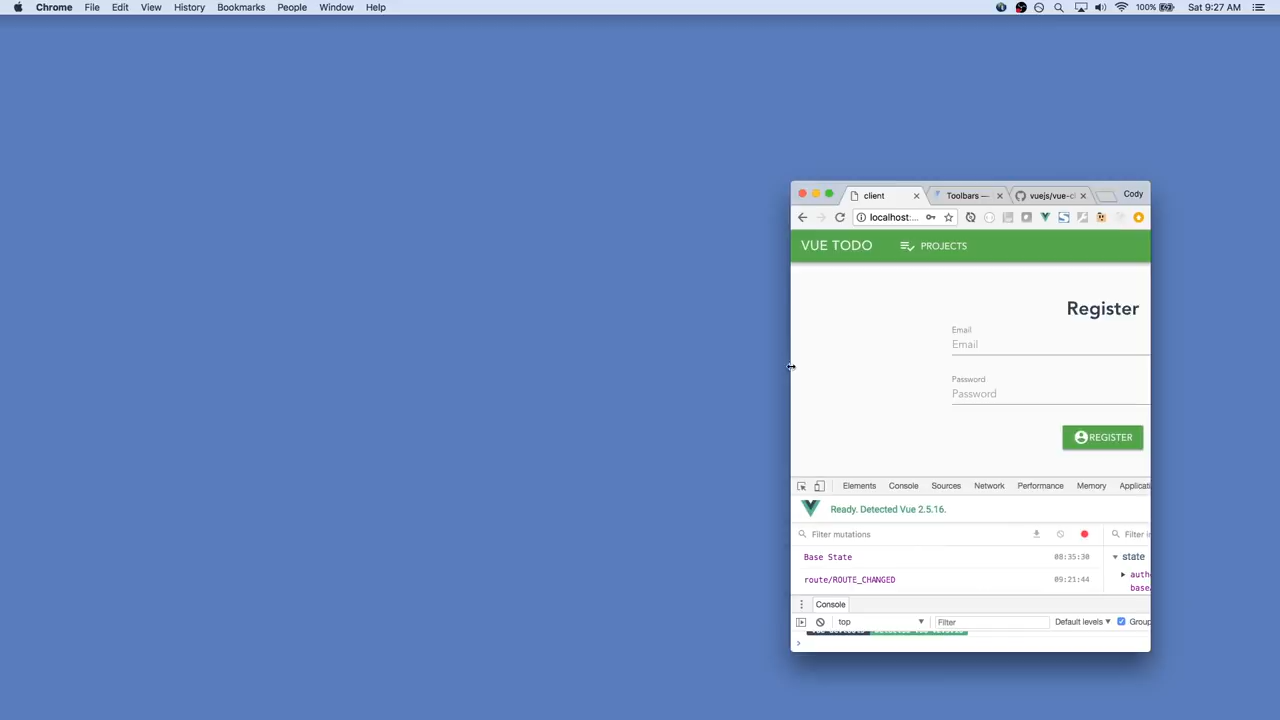 Chrome File Edit View History Bookmarks People Window Help 100% Sat 9:27 AM
client Toolbars — vuejs/vue-cl Cody
localhost:...
VUE TODO PROJECTS
Register
Email
Email
Password
Password
REGISTER
Elements Console Sources Network Performance Memory Applicati
Ready. Detected Vue 2.5.16.
Filter mutations Filter i
Base State 08:35:30 state
route/ROUTE_CHANGED 09:21:44 auth
base
Console
top Filter Default levels Group